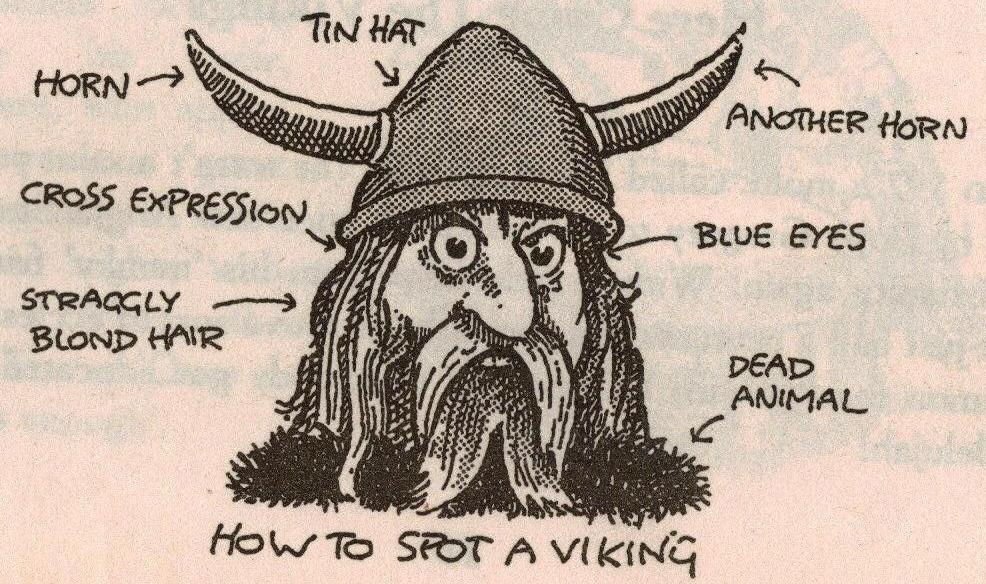 TIN HAT
HORN
ANOTHER HORN
CROSS EXPRESSION
BLUE EYES
STRAGGLY
BLOND HAIR
DEAD
ANIMAL
HOW TO SPOT A VIKING